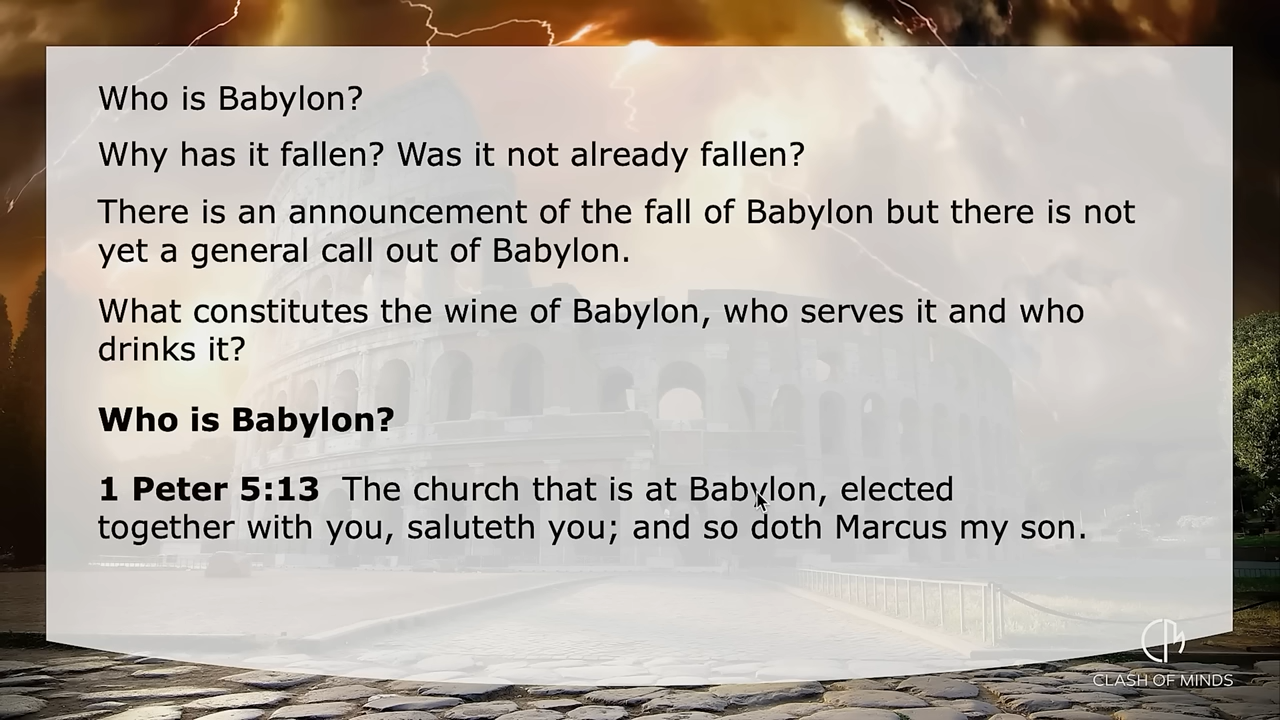 Who is Babylon?
Why has it fallen? Was it not already fallen?
There is an announcement of the fall of Babylon but there is not
yet a general call out of Babylon.
What constitutes the wine of Babylon, who serves it and who
drinks it?
Who is Babylon?
1 Peter 5:13 The church that is at Babylon, elected
together with you, saluteth you; and so doth Marcus my son.
CLASH OF MINDS